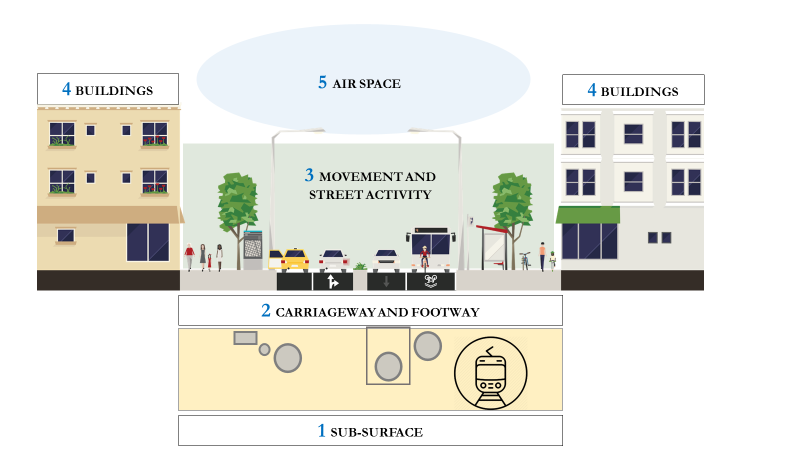 5 AIR SPACE
4 BUILDINGS
4 BUILDINGS
3 MOVEMENT AND
STREET ACTIVITY
2 CARRIAGEWAY AND FOOTWAY
1 SUB-SURFACE